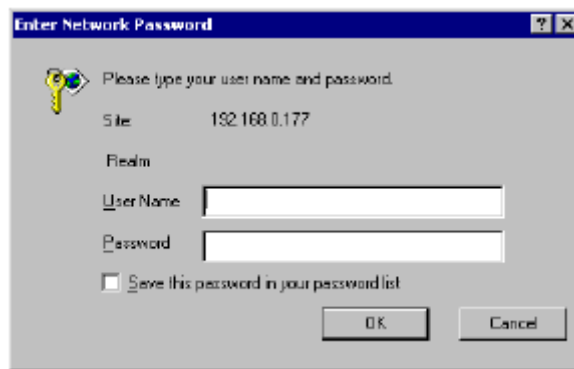 Enter Network Password
Please type your user name and password.
Site: 192.168.0.177
Realm
User Name
Password
Save this password in your password list
OK Cancel